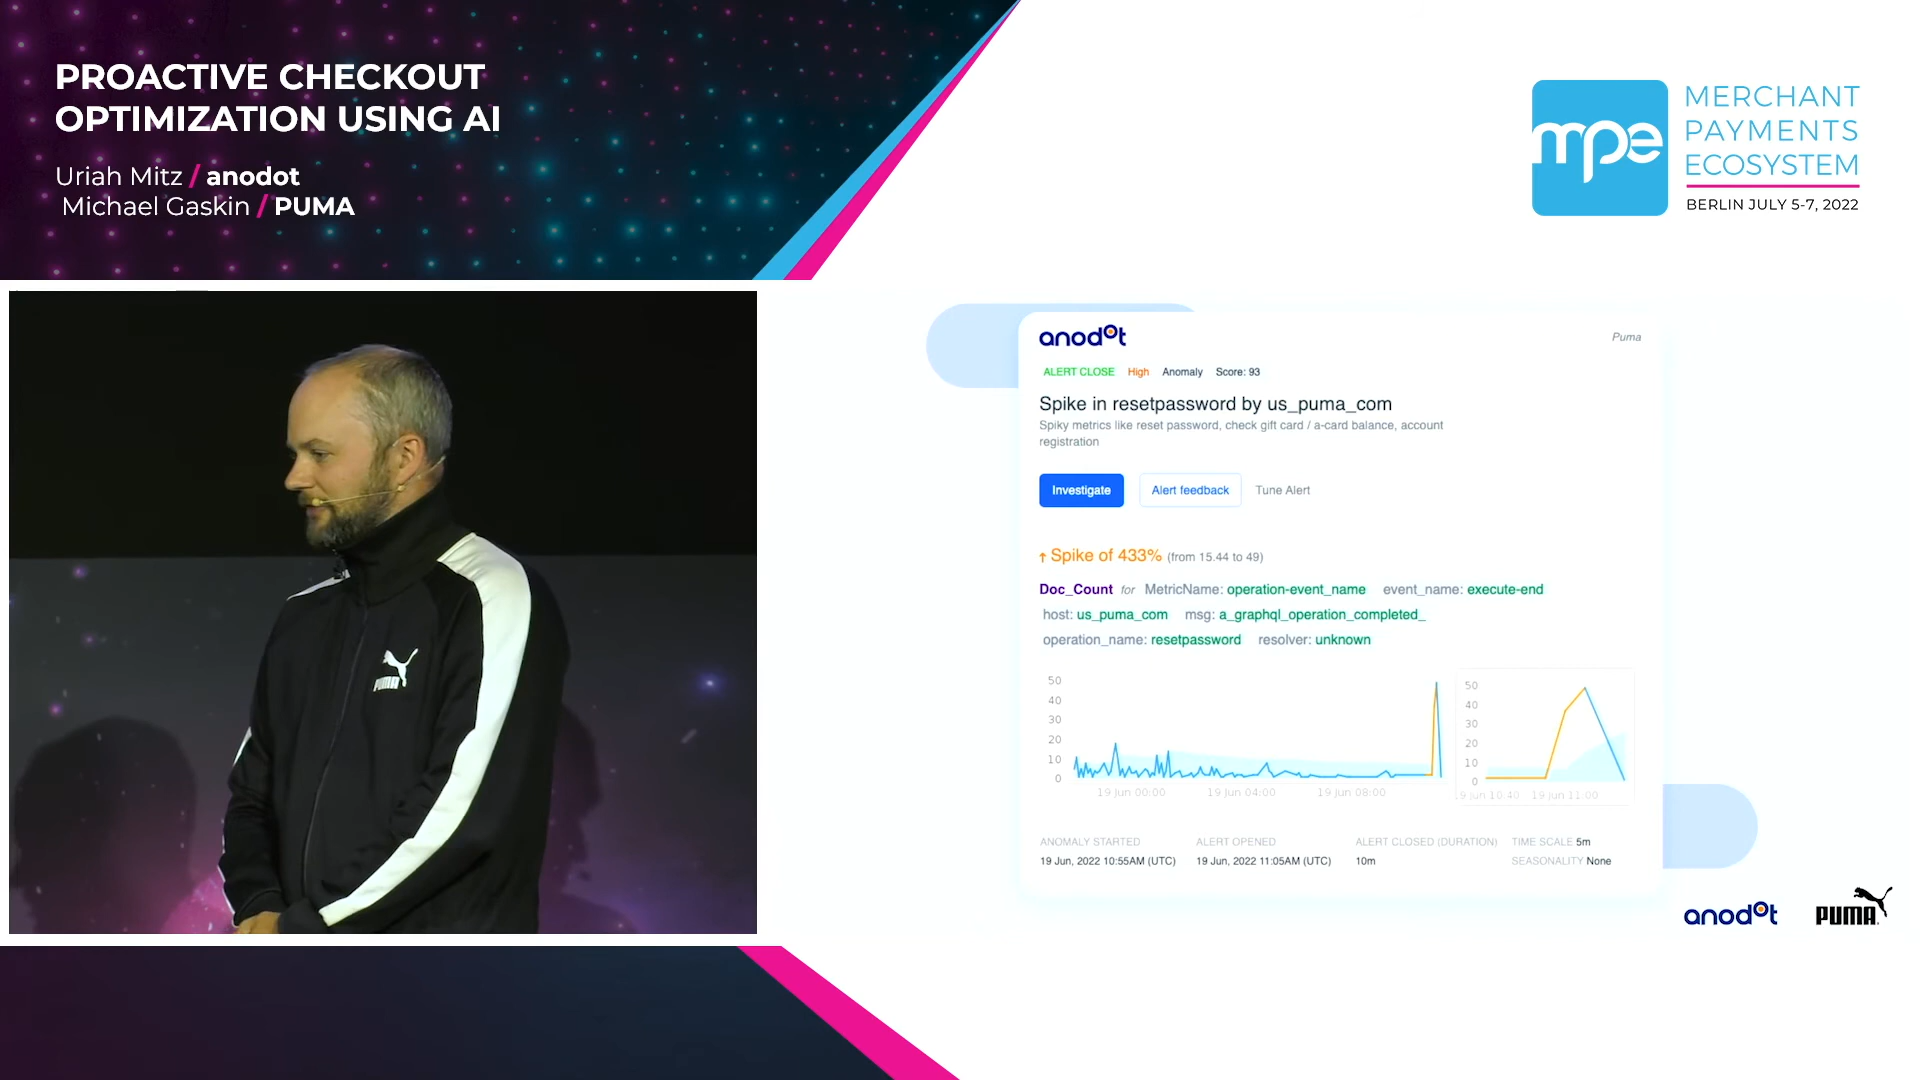 PROACTIVE CHECKOUT
OPTIMIZATION USING AI
Uriah Mitz / anodot
Michael Gaskin / PUMA
mpe
MERCHANT
PAYMENTS
ECOSYSTEM
BERLIN JULY 5-7, 2022
PUMA
anodot
Puma
ALERT CLOSE High Anomaly Score: 93
Spike in resetpassword by us_puma_com
Spiky metrics like reset password, check gift card / a-card balance, account
registration
Investigate Alert feedback Tune Alert
↑ Spike of 433% (from 15.44 to 49)
Doc_Count for MetricName: operation-event_name event_name: execute-end
host: us_puma_com msg: a_graphql_operation_completed_
operation_name: resetpassword resolver: unknown
50
40
30
20
10
0
19 Jun 00:00 19 Jun 04:00 19 Jun 08:00
50
40
30
20
10
0
9 Jun 10:40 19 Jun 11:00
ANOMALY STARTED ALERT OPENED ALERT CLOSED (DURATION) TIME SCALE 5m
19 Jun, 2022 10:55AM (UTC) 19 Jun, 2022 11:05AM (UTC) 10m SEASONALITY None
anodot PUMA